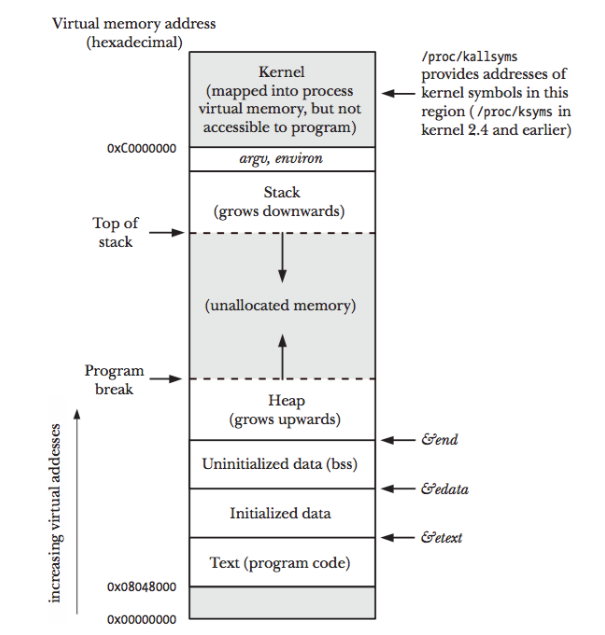 Virtual memory address
(hexadecimal)
Kernel
(mapped into process
virtual memory, but not
accessible to program)
/proc/kallsyms
provides addresses of
kernel symbols in this
region (/proc/ksyms in
kernel 2.4 and earlier)
0xC0000000
argv, environ
Stack
(grows downwards)
Top of
stack
(unallocated memory)
Program
break
Heap
(grows upwards)
&end
Uninitialized data (bss)
&edata
Initialized data
&etext
Text (program code)
0x08048000
0x00000000
increasing virtual addesses